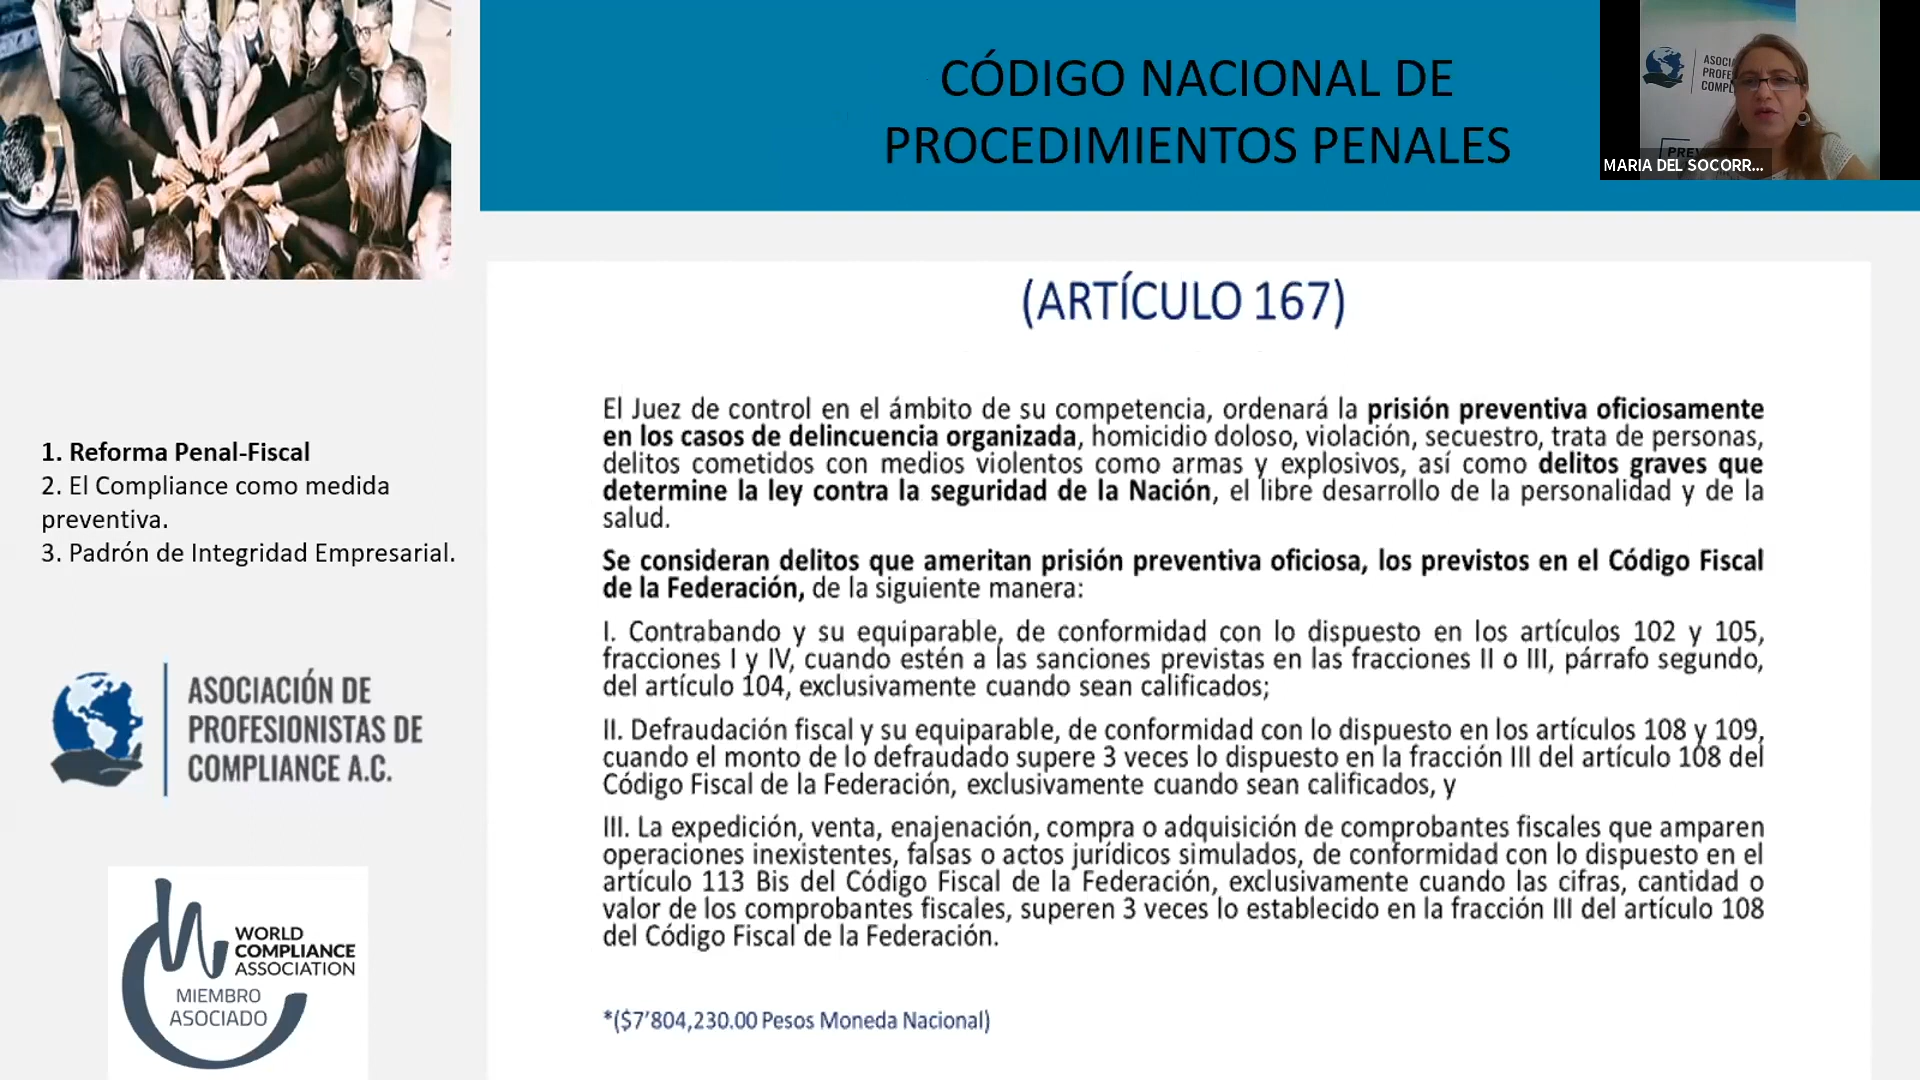 CÓDIGO NACIONAL DE
PROCEDIMIENTOS PENALES
MARIA DEL SOCORR...
(ARTÍCULO 167)
El Juez de control en el ámbito de su competencia, ordenará la prisión preventiva oficiosamente
en los casos de delincuencia organizada, homicidio doloso, violación, secuestro, trata de personas,
delitos cometidos con medios violentos como armas y explosivos, así como delitos graves que
determine la ley contra la seguridad de la Nación, el libre desarrollo de la personalidad y de la
salud.
Se consideran delitos que ameritan prisión preventiva oficiosa, los previstos en el Código Fiscal
de la Federación, de la siguiente manera:
I. Contrabando y su equiparable, de conformidad con lo dispuesto en los artículos 102 y 105,
fracciones I y IV, cuando estén a las sanciones previstas en las fracciones II o III, párrafo segundo,
del artículo 104, exclusivamente cuando sean calificados;
II. Defraudación fiscal y su equiparable, de conformidad con lo dispuesto en los artículos 108 y 109,
cuando el monto de lo defraudado supere 3 veces lo dispuesto en la fracción III del artículo 108 del
Código Fiscal de la Federación, exclusivamente cuando sean calificados, y
III. La expedición, venta, enajenación, compra o adquisición de comprobantes fiscales que amparen
operaciones inexistentes, falsas o actos jurídicos simulados, de conformidad con lo dispuesto en el
artículo 113 Bis del Código Fiscal de la Federación, exclusivamente cuando las cifras, cantidad o
valor de los comprobantes fiscales, superen 3 veces lo establecido en la fracción III del artículo 108
del Código Fiscal de la Federación.
*($7’804,230.00 Pesos Moneda Nacional)
1. Reforma Penal-Fiscal
2. El Compliance como medida
preventiva.
3. Padrón de Integridad Empresarial.
ASOCIACIÓN DE
PROFESIONISTAS DE
COMPLIANCE A.C.
WORLD
COMPLIANCE
ASSOCIATION
MIEMBRO
ASOCIADO